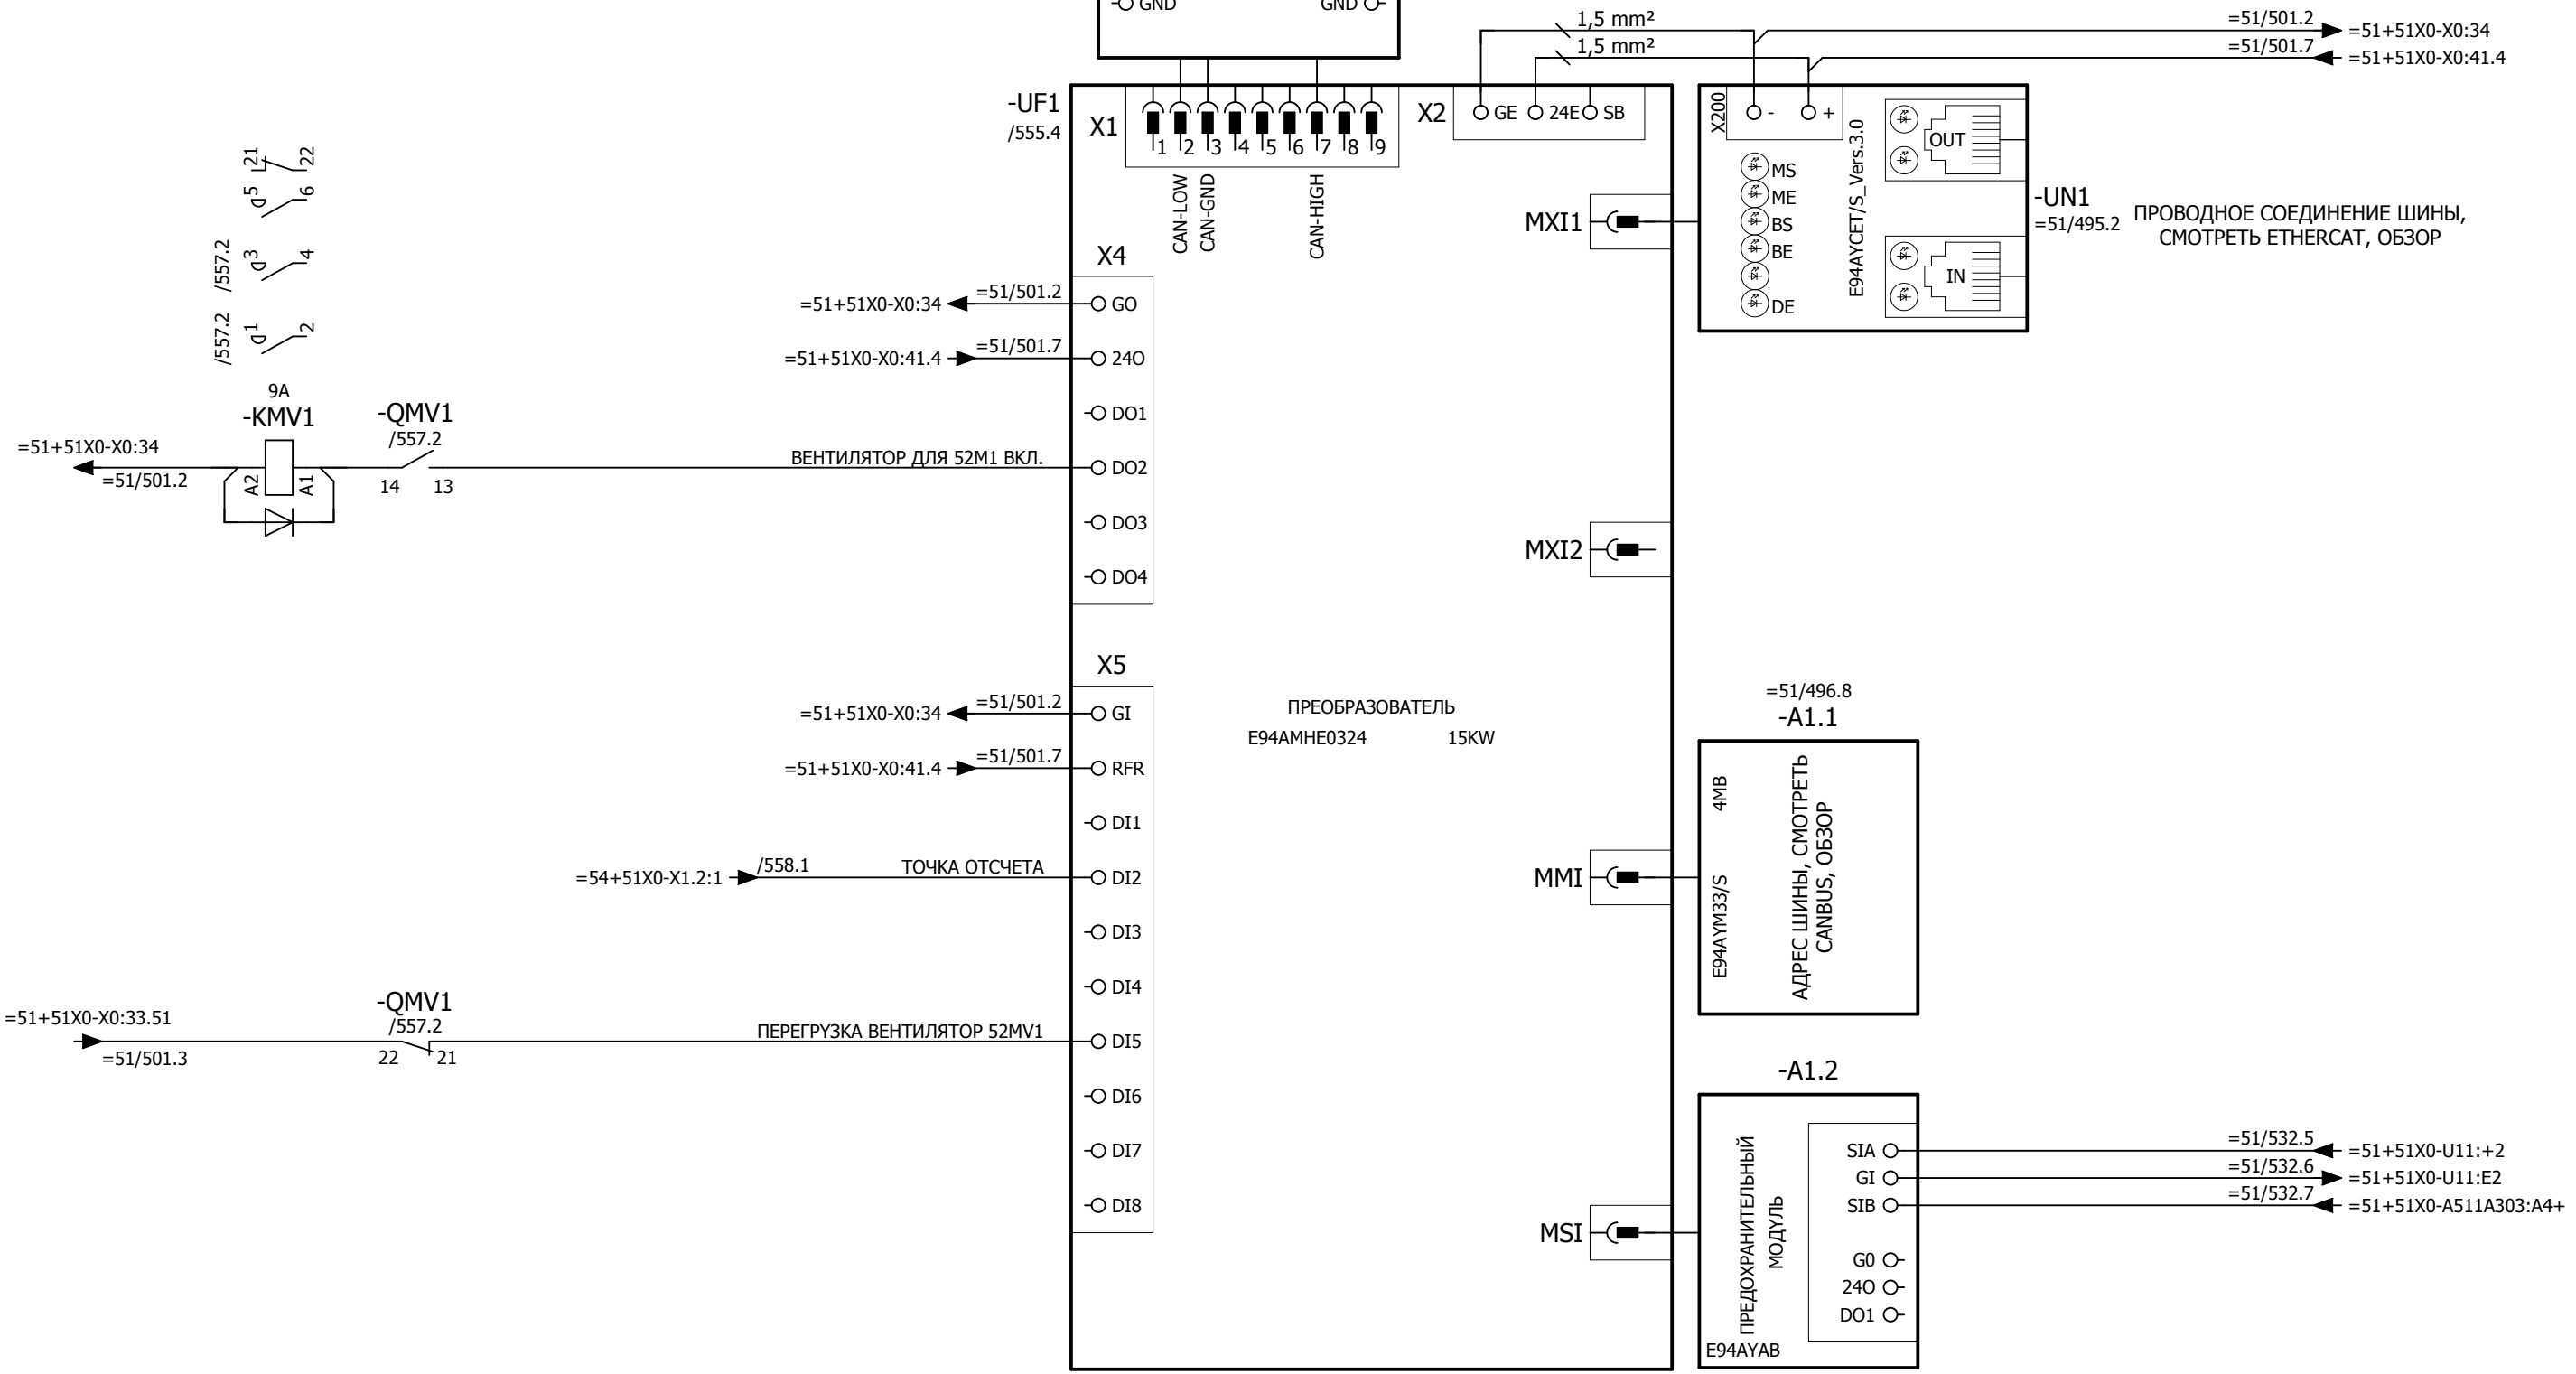 GND
GND
1,5 mm²
1,5 mm²
=51/501.2
=51+51X0-X0:34
=51/501.7
=51+51X0-X0:41.4
-UF1
/555.4
X1
1
2
3
4
5
6
7
8
9
CAN-LOW
CAN-GND
CAN-HIGH
X2
GE
24E
SB
X200
-
+
MS
ME
BS
BE
DE
E94AYCET/S_Vers.3.0
OUT
IN
-UN1
=51/495.2
ПРОВОДНОЕ СОЕДИНЕНИЕ ШИНЫ,
СМОТРЕТЬ ETHERCAT, ОБЗОР
MXI1
21
22
5
6
/557.2
3
4
/557.2
1
2
9A
-KMV1
A2
A1
=51+51X0-X0:34
=51/501.2
-QMV1
/557.2
14
13
ВЕНТИЛЯТОР ДЛЯ 52M1 ВКЛ.
X4
=51+51X0-X0:34
=51/501.2
GO
=51+51X0-X0:41.4
=51/501.7
24O
DO1
DO2
DO3
DO4
MXI2
X5
=51+51X0-X0:34
=51/501.2
GI
=51+51X0-X0:41.4
=51/501.7
RFR
DI1
=54+51X0-X1.2:1
/558.1
ТОЧКА ОТСЧЕТА
DI2
DI3
DI4
=51+51X0-X0:33.51
=51/501.3
-QMV1
/557.2
22
21
ПЕРЕГРУЗКА ВЕНТИЛЯТОР 52MV1
DI5
DI6
DI7
DI8
ПРЕОБРАЗОВАТЕЛЬ
E94AMHE0324 15KW
=51/496.8
-A1.1
4MB
E94AYM33/S
АДРЕС ШИНЫ, СМОТРЕТЬ
CANBUS, ОБЗОР
MMI
-A1.2
ПРЕДОХРАНИТЕЛЬНЫЙ
МОДУЛЬ
E94AYAB
MSI
SIA
=51/532.5
=51+51X0-U11:+2
GI
=51/532.6
=51+51X0-U11:E2
SIB
=51/532.7
=51+51X0-A511A303:A4+
G0
24O
DO1